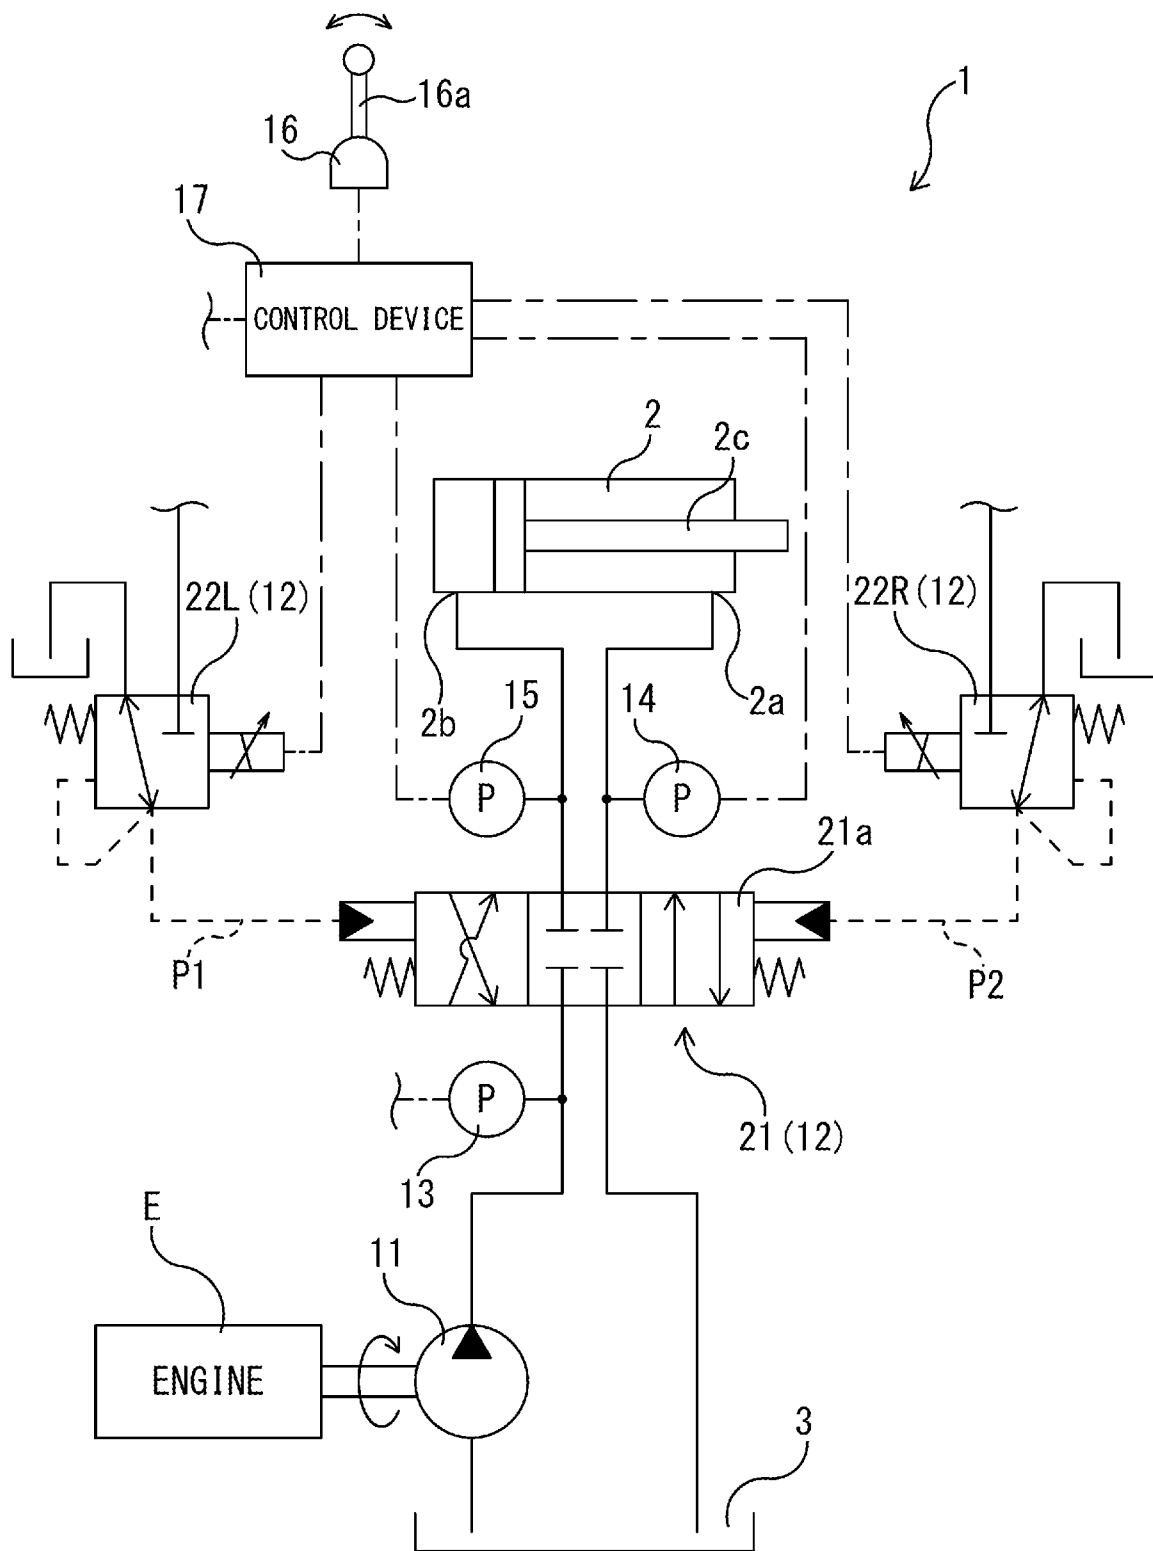 1
16a
16
17
CONTROL DEVICE
2
2c
22L(12)
22R(12)
2b
15
14
2a
P
P
21a
P1
P2
P
21(12)
13
E
11
ENGINE
3